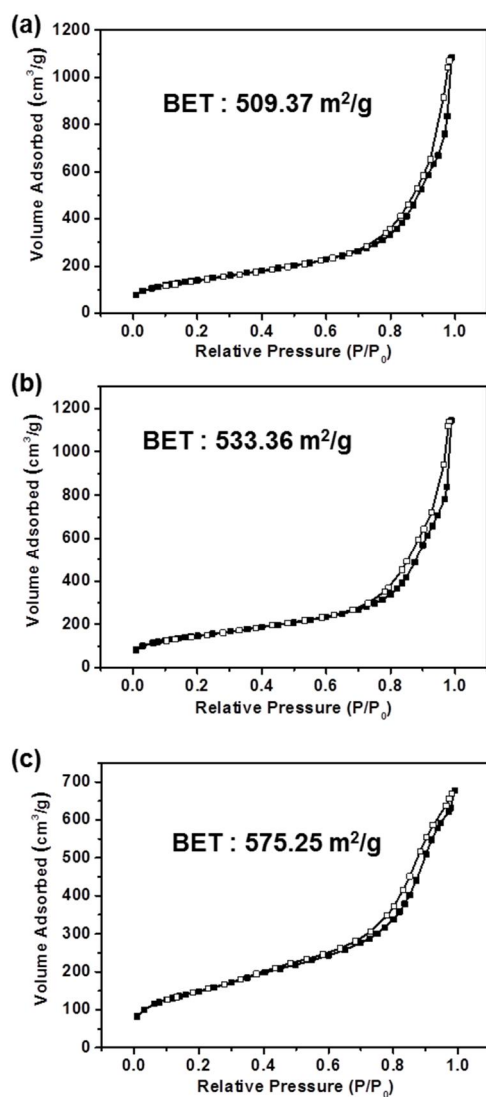 (a)
1200
1000
800
600
400
200
0
Volume Adsorbed (cm³/g)
BET : 509.37 m²/g
0.0 0.2 0.4 0.6 0.8 1.0
Relative Pressure (P/P₀)
(b)
1200
1000
800
600
400
200
0
Volume Adsorbed (cm³/g)
BET : 533.36 m²/g
0.0 0.2 0.4 0.6 0.8 1.0
Relative Pressure (P/P₀)
(c)
700
600
500
400
300
200
100
0
Volume Adsorbed (cm³/g)
BET : 575.25 m²/g
0.0 0.2 0.4 0.6 0.8 1.0
Relative Pressure (P/P₀)